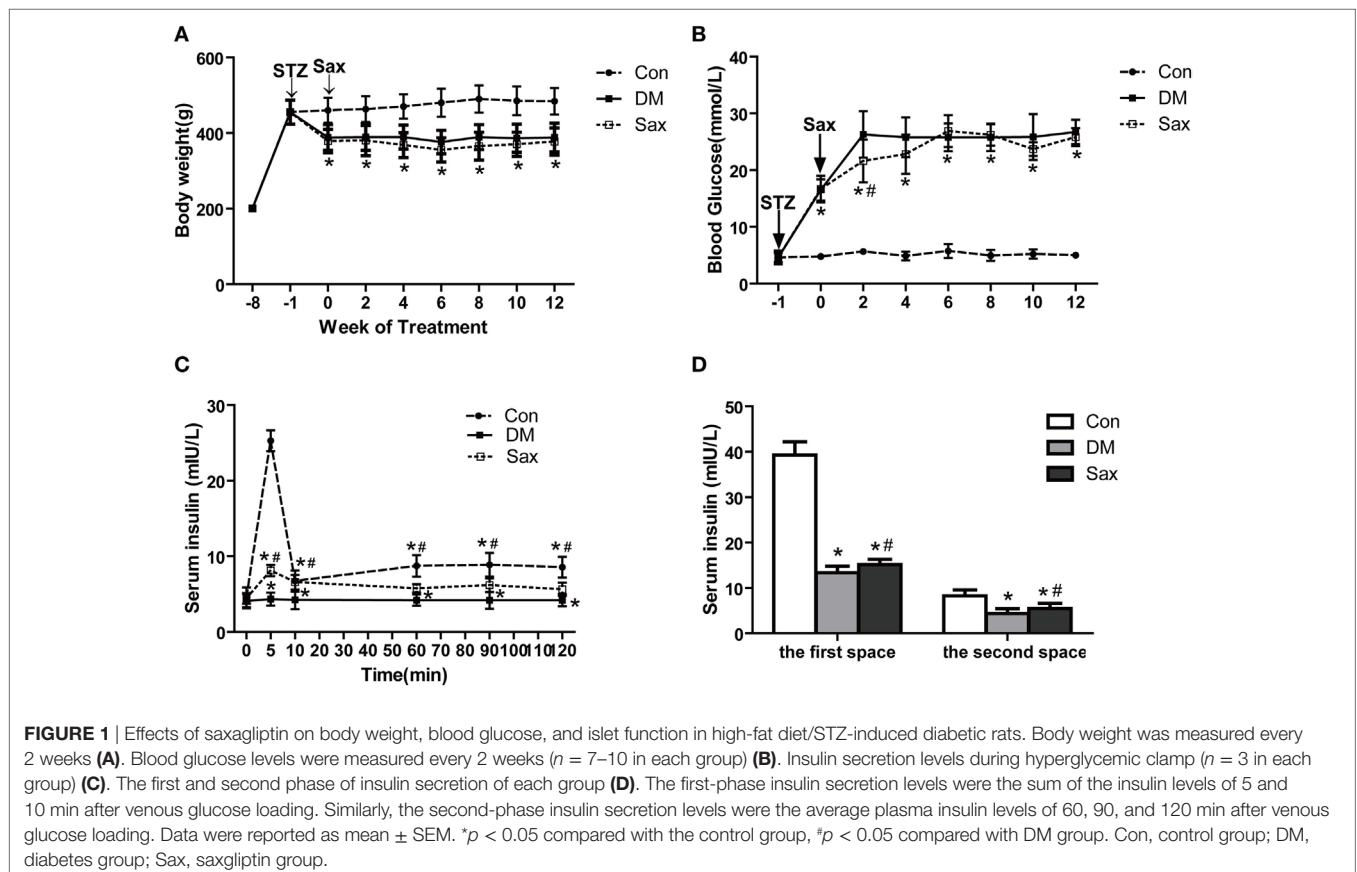 A
600
400
200
0
Body weight(g)
STZ Sax
Con
DM
Sax
* * * * * * *
-8 -1 0 2 4 6 8 10 12
Week of Treatment
B
40
30
20
10
0
Blood Glucose(mmol/L)
STZ
Sax
Con
DM
Sax
* *# * * * * *
-1 0 2 4 6 8 10 12
C
30
20
10
0
Serum insulin (mIU/L)
Con
DM
Sax
*# *# *# *# *#
* * * * *
0 5 10 20 30 40 50 60 70 80 90 100 110 120
Time(min)
D
50
40
30
20
10
0
Serum insulin (mIU/L)
Con
DM
Sax
* *# * *#
the first space the second space
FIGURE 1 | Effects of saxagliptin on body weight, blood glucose, and islet function in high-fat diet/STZ-induced diabetic rats. Body weight was measured every
2 weeks (A). Blood glucose levels were measured every 2 weeks (n = 7–10 in each group) (B). Insulin secretion levels during hyperglycemic clamp (n = 3 in each
group) (C). The first and second phase of insulin secretion of each group (D). The first-phase insulin secretion levels were the sum of the insulin levels of 5 and
10 min after venous glucose loading. Similarly, the second-phase insulin secretion levels were the average plasma insulin levels of 60, 90, and 120 min after venous
glucose loading. Data were reported as mean ± SEM. *p < 0.05 compared with the control group, #p < 0.05 compared with DM group. Con, control group; DM,
diabetes group; Sax, saxgliptin group.